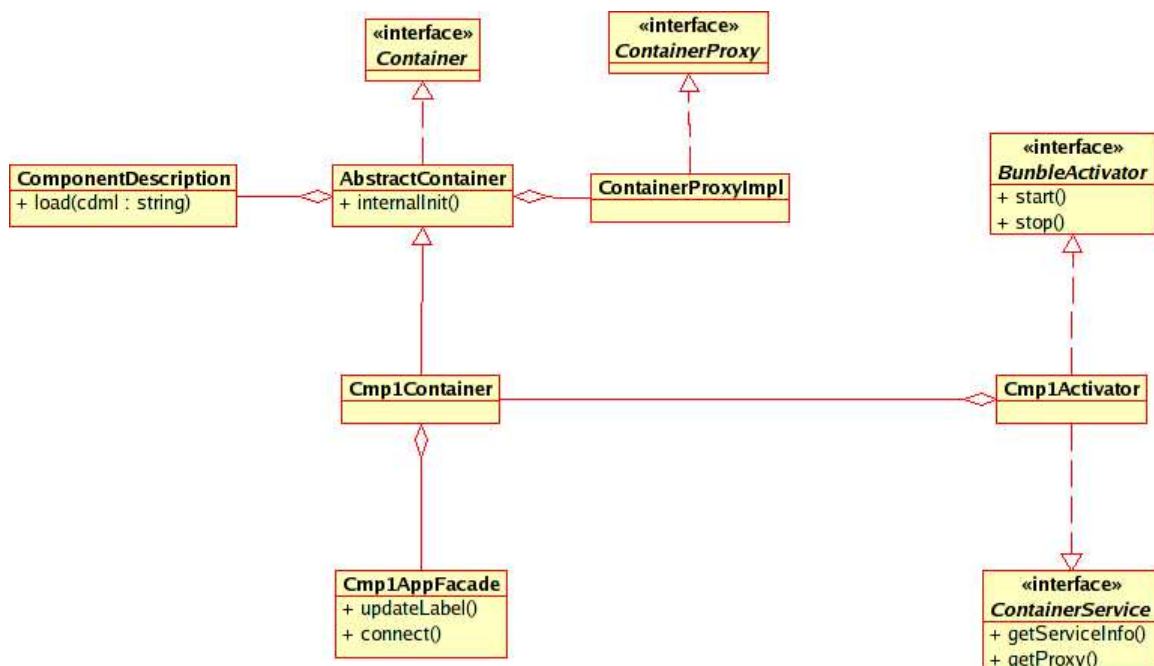 «interface»
Container
«interface»
ContainerProxy
«interface»
BunbleActivator
+ start()
+ stop()
ComponentDescription
+ load(cdml : string)
AbstractContainer
+ internalInit()
ContainerProxyImpl
Cmp1Container
Cmp1Activator
Cmp1AppFacade
+ updateLabel()
+ connect()
«interface»
ContainerService
+ getServiceInfo()
+ getProxy()